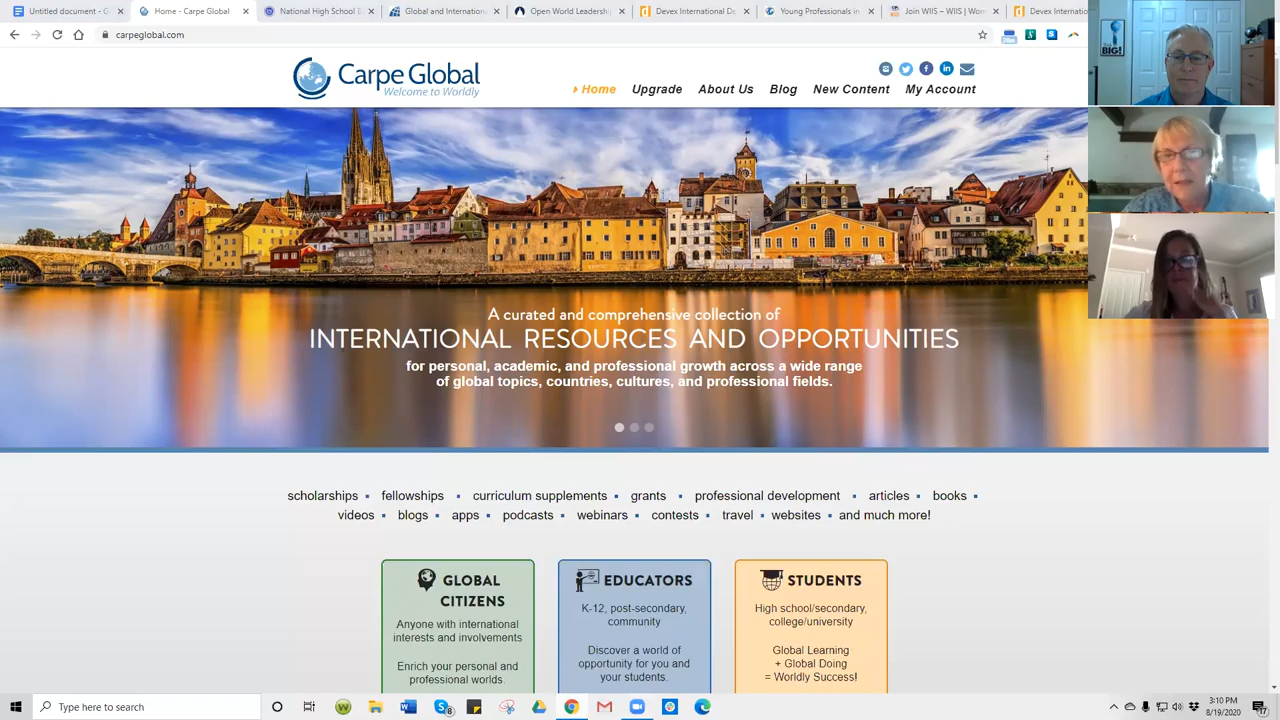 Untitled document - G
Home - Carpe Global
National High School E
Global and Internation
Open World Leadership
Devex International De
Young Professionals in
Join WIIS – WIIS | Wom
Devex Internation
carpeglobal.com
BIG!
Carpe Global
Welcome to Worldly
Home
Upgrade
About Us
Blog
New Content
My Account
A curated and comprehensive collection of
INTERNATIONAL RESOURCES AND OPPORTUNITIES
for personal, academic, and professional growth across a wide range
of global topics, countries, cultures, and professional fields.
scholarships ▪ fellowships ▪ curriculum supplements ▪ grants ▪ professional development ▪ articles ▪ books ▪
videos ▪ blogs ▪ apps ▪ podcasts ▪ webinars ▪ contests ▪ travel ▪ websites ▪ and much more!
GLOBAL
CITIZENS
Anyone with international
interests and involvements
Enrich your personal and
professional worlds.
EDUCATORS
K-12, post-secondary,
community
Discover a world of
opportunity for you and
your students.
STUDENTS
High school/secondary,
college/university
Global Learning
+ Global Doing
= Worldly Success!
Type here to search
3:10 PM
8/19/2020
17